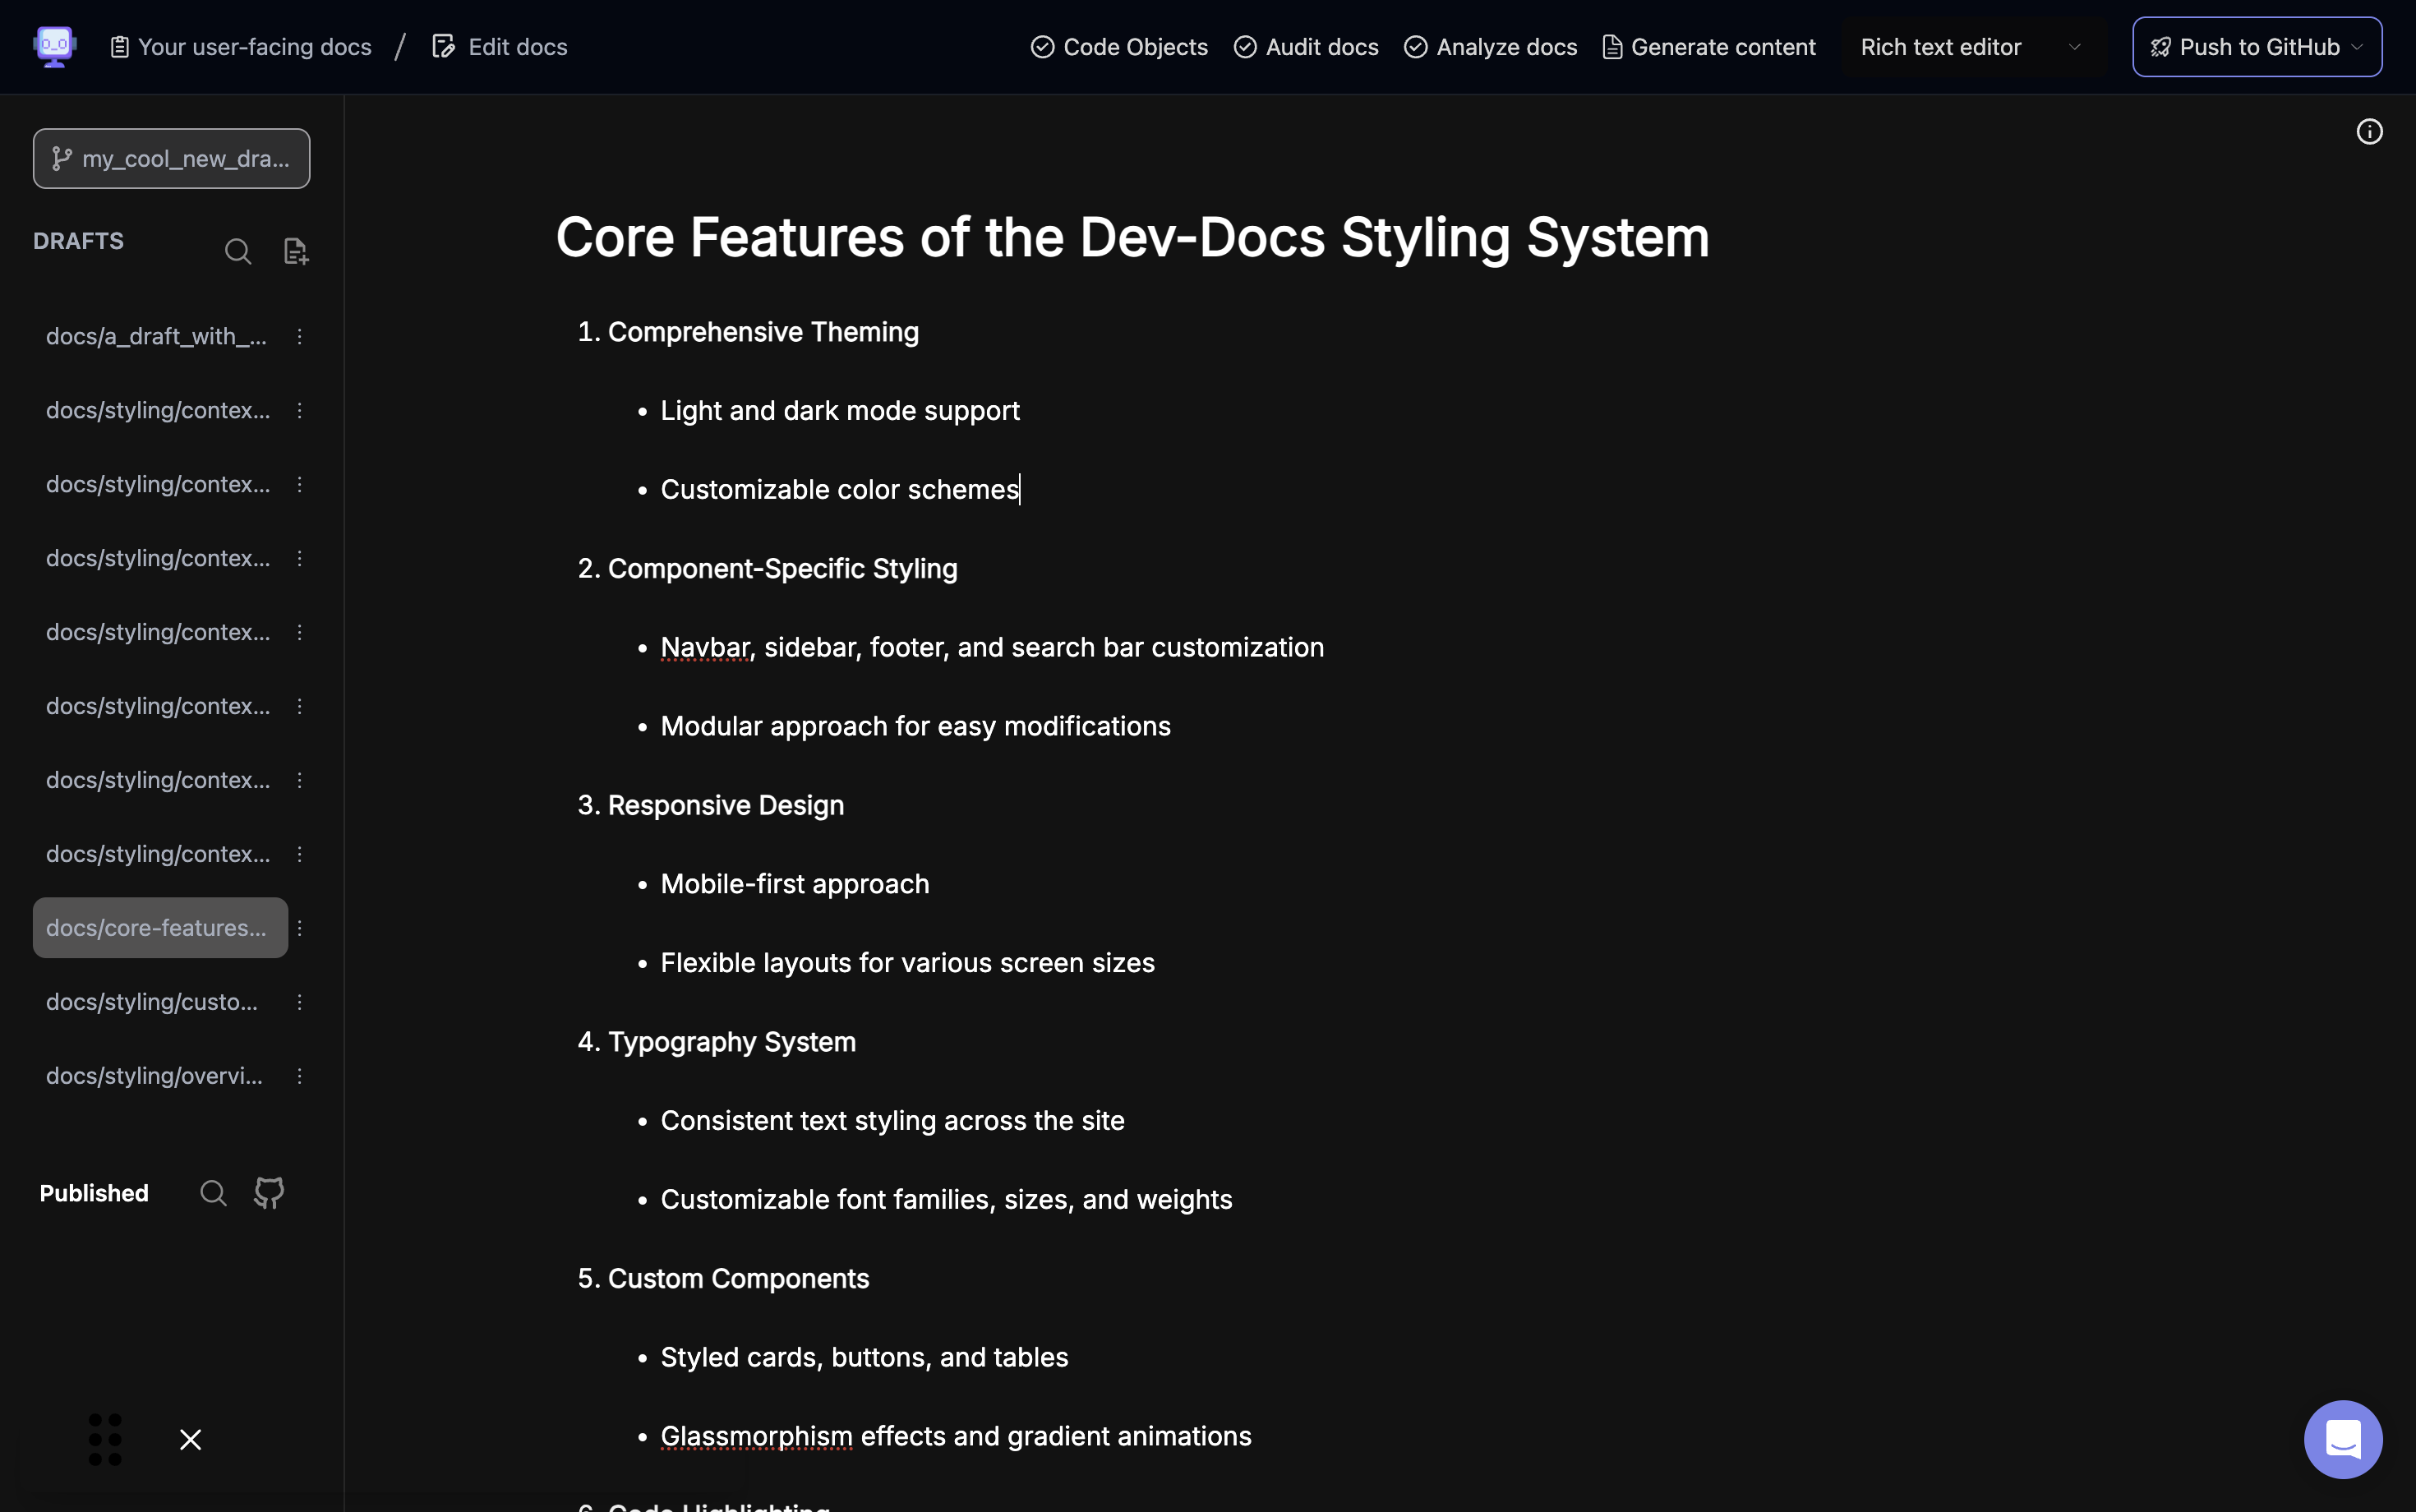 Your user-facing docs / Edit docs
Code Objects Audit docs Analyze docs Generate content Rich text editor Push to GitHub
my_cool_new_dra...
DRAFTS
docs/a_draft_with_...
docs/styling/contex...
docs/styling/contex...
docs/styling/contex...
docs/styling/contex...
docs/styling/contex...
docs/styling/contex...
docs/styling/contex...
docs/core-features...
docs/styling/custo...
docs/styling/overvi...
Published
Core Features of the Dev-Docs Styling System
1. Comprehensive Theming
• Light and dark mode support
• Customizable color schemes
2. Component-Specific Styling
• Navbar, sidebar, footer, and search bar customization
• Modular approach for easy modifications
3. Responsive Design
• Mobile-first approach
• Flexible layouts for various screen sizes
4. Typography System
• Consistent text styling across the site
• Customizable font families, sizes, and weights
5. Custom Components
• Styled cards, buttons, and tables
• Glassmorphism effects and gradient animations
6. Code Highlighting